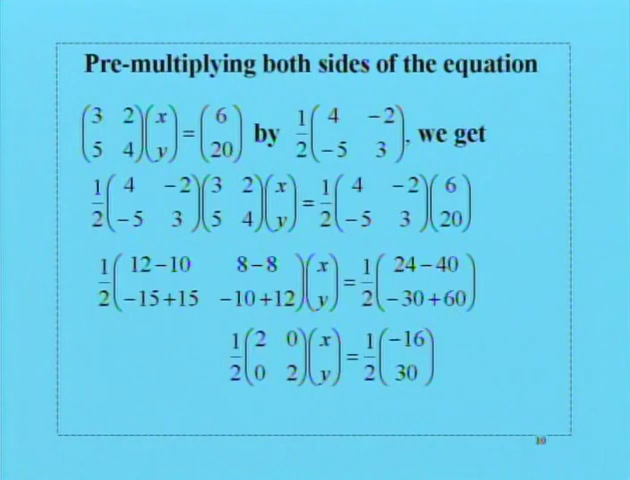 Pre-multiplying both sides of the equation
(3 2; 5 4)(x; y) = (6; 20) by 1/2 (4 −2; −5 3), we get
1/2 (4 −2; −5 3)(3 2; 5 4)(x; y) = 1/2 (4 −2; −5 3)(6; 20)
1/2 (12−10 8−8; −15+15 −10+12)(x; y) = 1/2 (24−40; −30+60)
1/2 (2 0; 0 2)(x; y) = 1/2 (−16; 30)